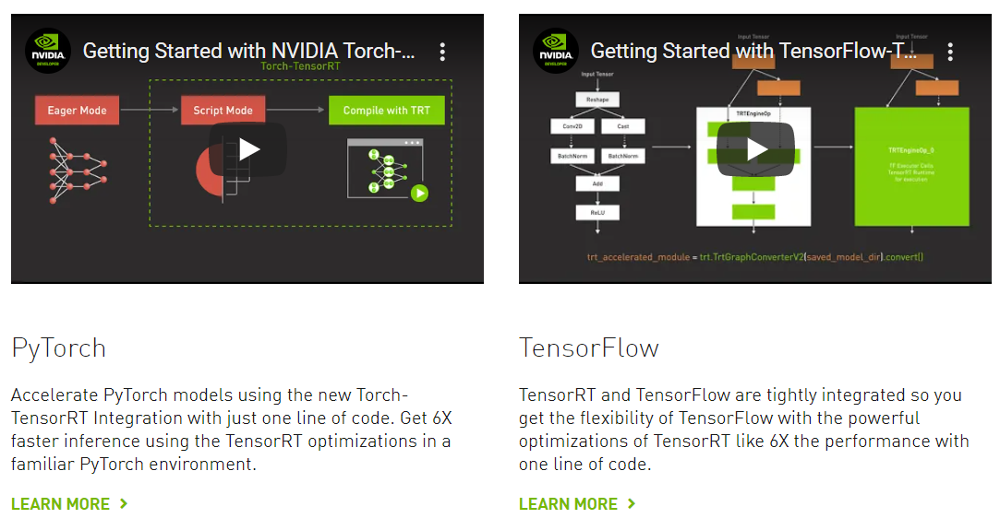 NVIDIA
DEVELOPER
Getting Started with NVIDIA Torch-...
Torch-TensorRT
Eager Mode
Script Mode
Compile with TRT
NVIDIA
DEVELOPER
Getting Started with TensorFlow-T...
Input Tensor
Input Tensor
Input Tensor
Reshape
Conv2D
Cast
BatchNorm
BatchNorm
Add
ReLU
TRTEngineOp
TRTEngineOp_0
TF Executor Calls
TensorRT Runtime
for execution
trt_accelerated_module = trt.TrtGraphConverterV2(saved_model_dir).convert()
PyTorch
Accelerate PyTorch models using the new Torch-
TensorRT Integration with just one line of code. Get 6X
faster inference using the TensorRT optimizations in a
familiar PyTorch environment.
LEARN MORE >
TensorFlow
TensorRT and TensorFlow are tightly integrated so you
get the flexibility of TensorFlow with the powerful
optimizations of TensorRT like 6X the performance with
one line of code.
LEARN MORE >